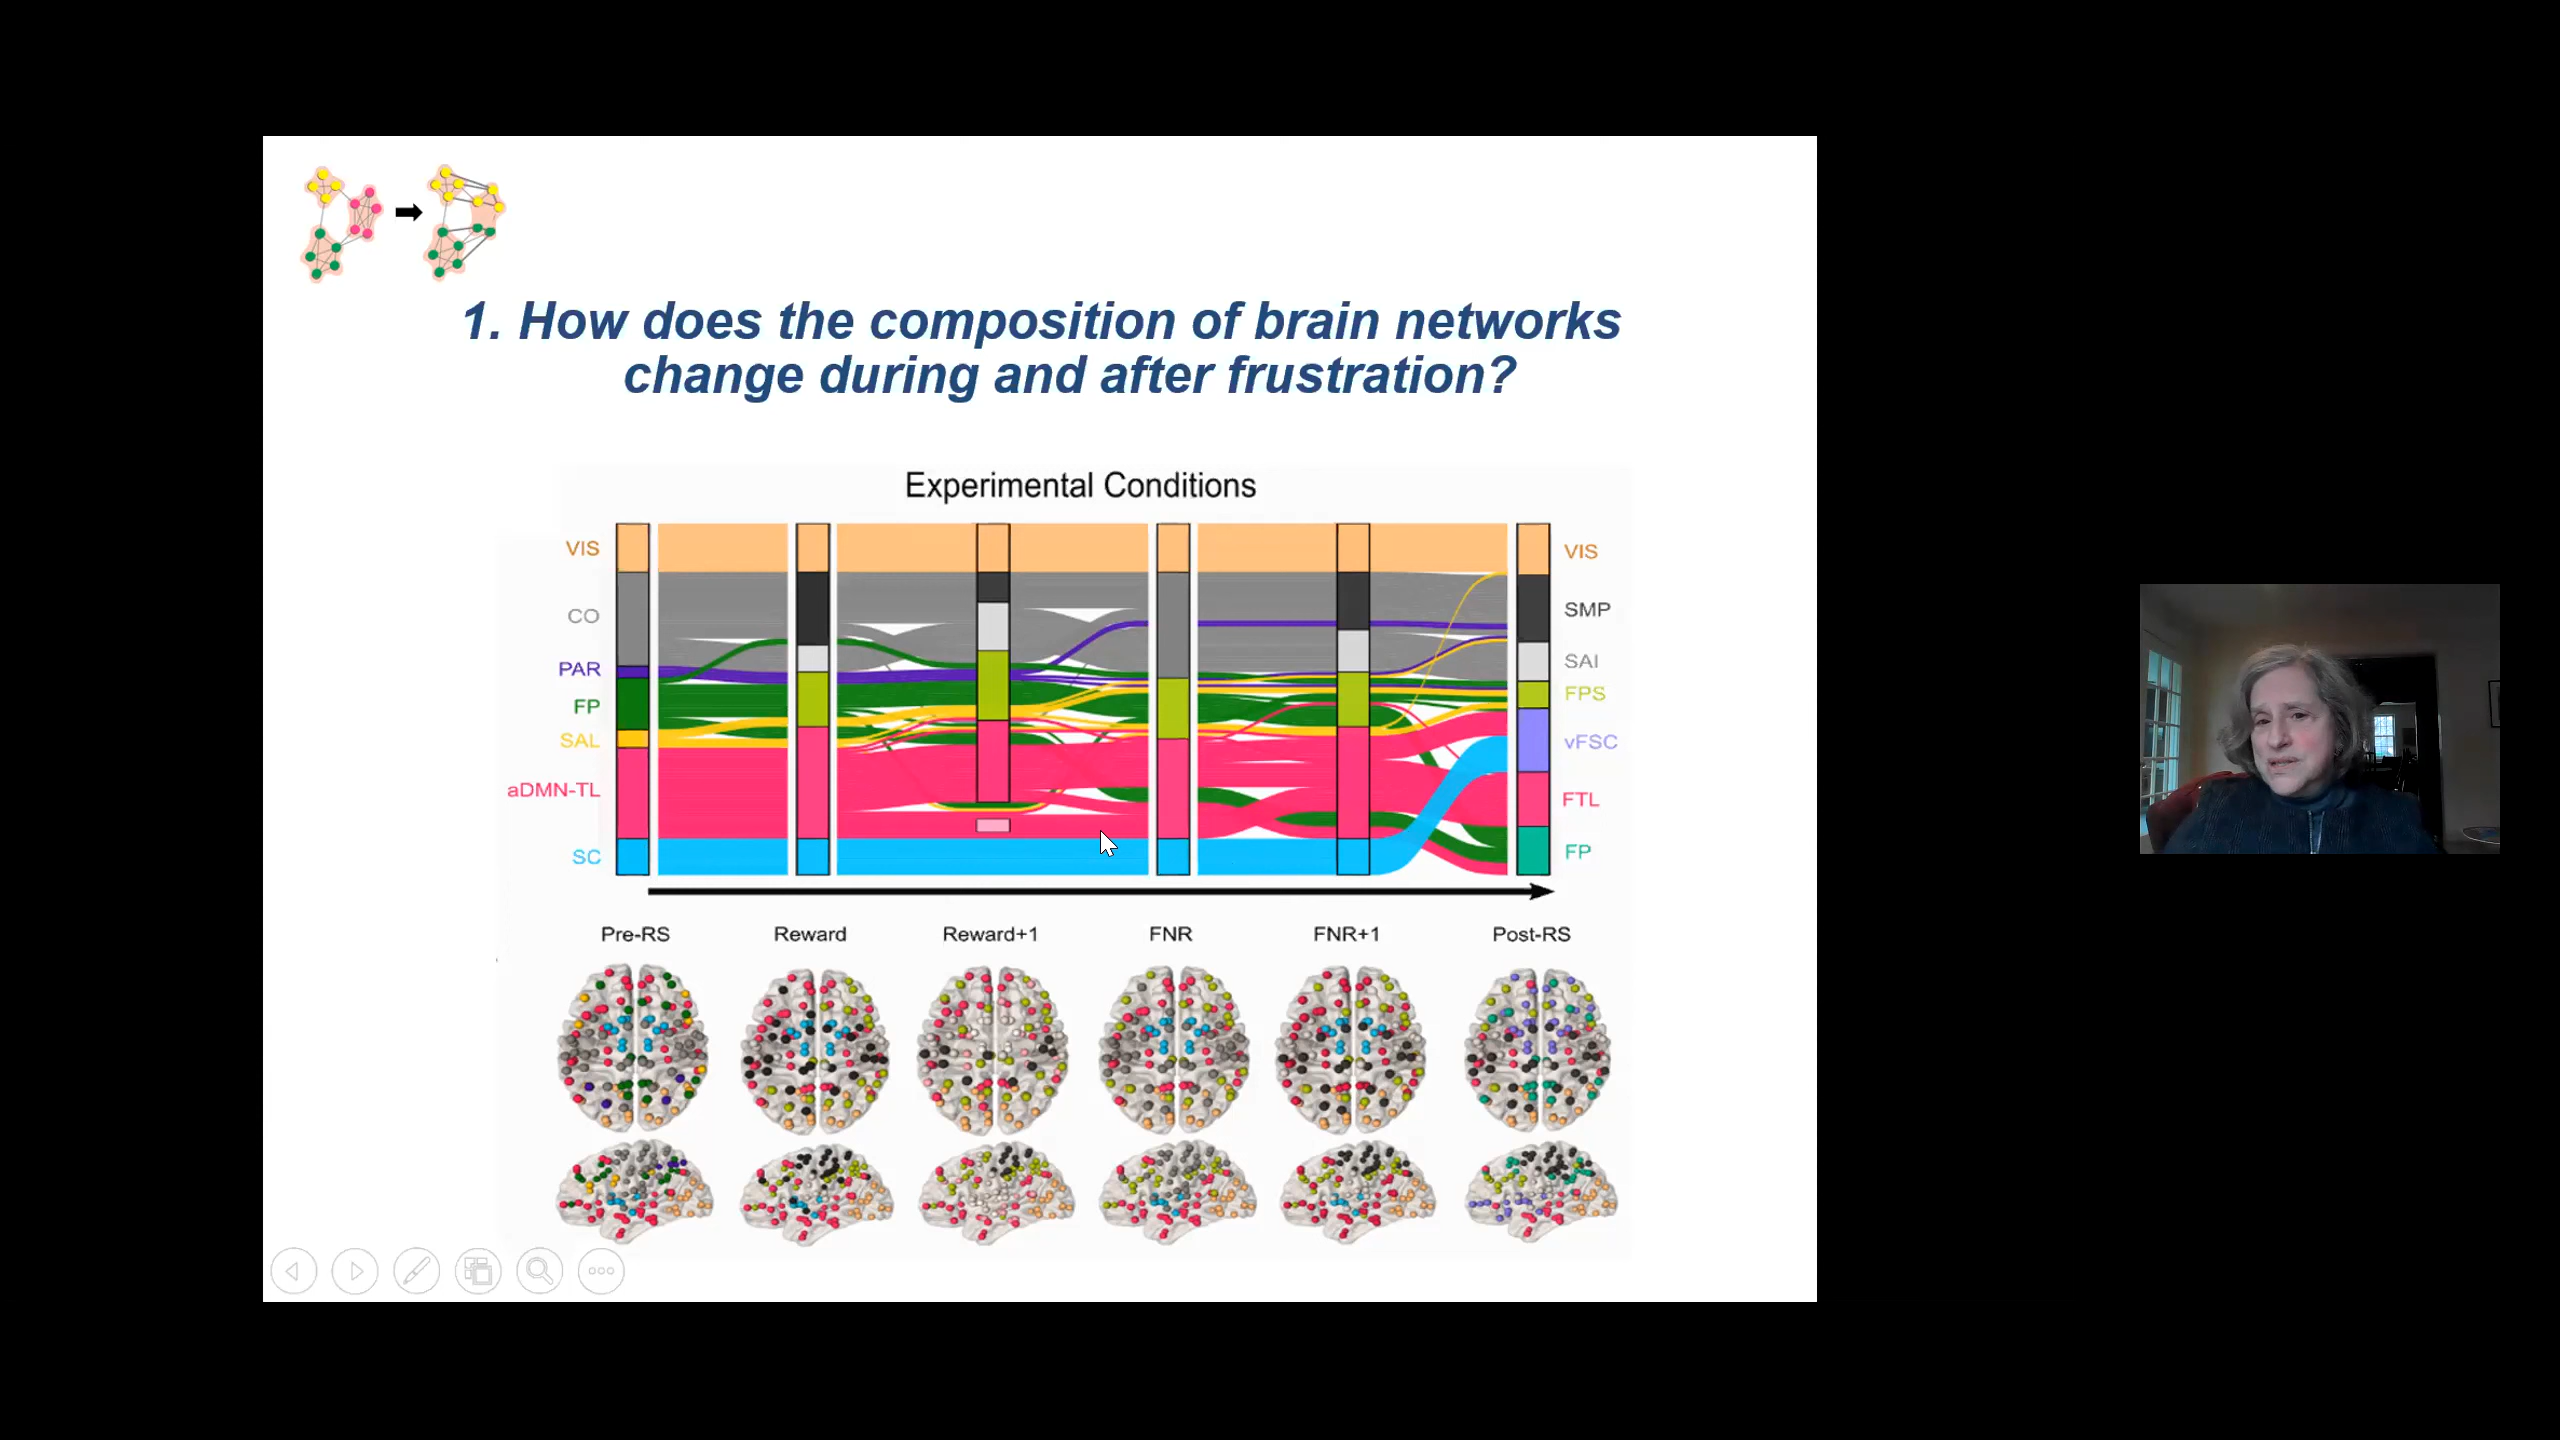 1. How does the composition of brain networks
change during and after frustration?
Experimental Conditions
VIS
CO
PAR
FP
SAL
aDMN-TL
SC
VIS
SMP
SAI
FPS
vFSC
FTL
FP
Pre-RS
Reward
Reward+1
FNR
FNR+1
Post-RS